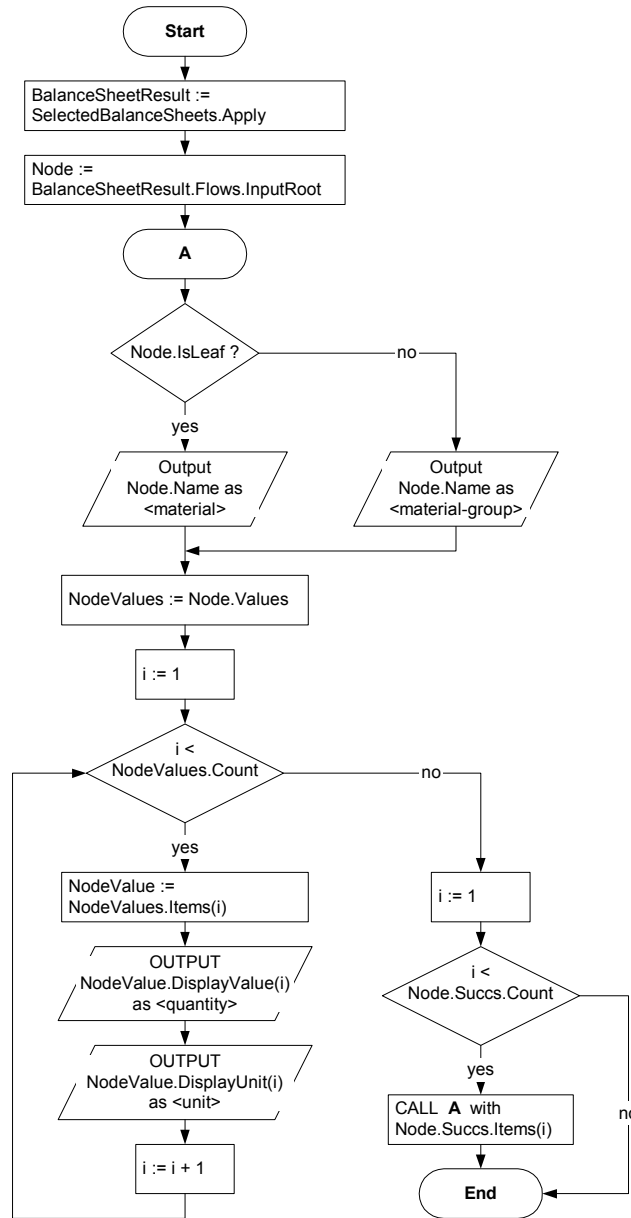 Start
BalanceSheetResult :=
SelectedBalanceSheets.Apply
Node :=
BalanceSheetResult.Flows.InputRoot
A
Node.IsLeaf ?
no
yes
Output
Node.Name as
<material>
Output
Node.Name as
<material-group>
NodeValues := Node.Values
i := 1
i <
NodeValues.Count
no
yes
NodeValue :=
NodeValues.Items(i)
OUTPUT
NodeValue.DisplayValue(i)
as <quantity>
OUTPUT
NodeValue.DisplayUnit(i)
as <unit>
i := i + 1
i := 1
i <
Node.Succs.Count
yes
no
CALL A with
Node.Succs.Items(i)
End